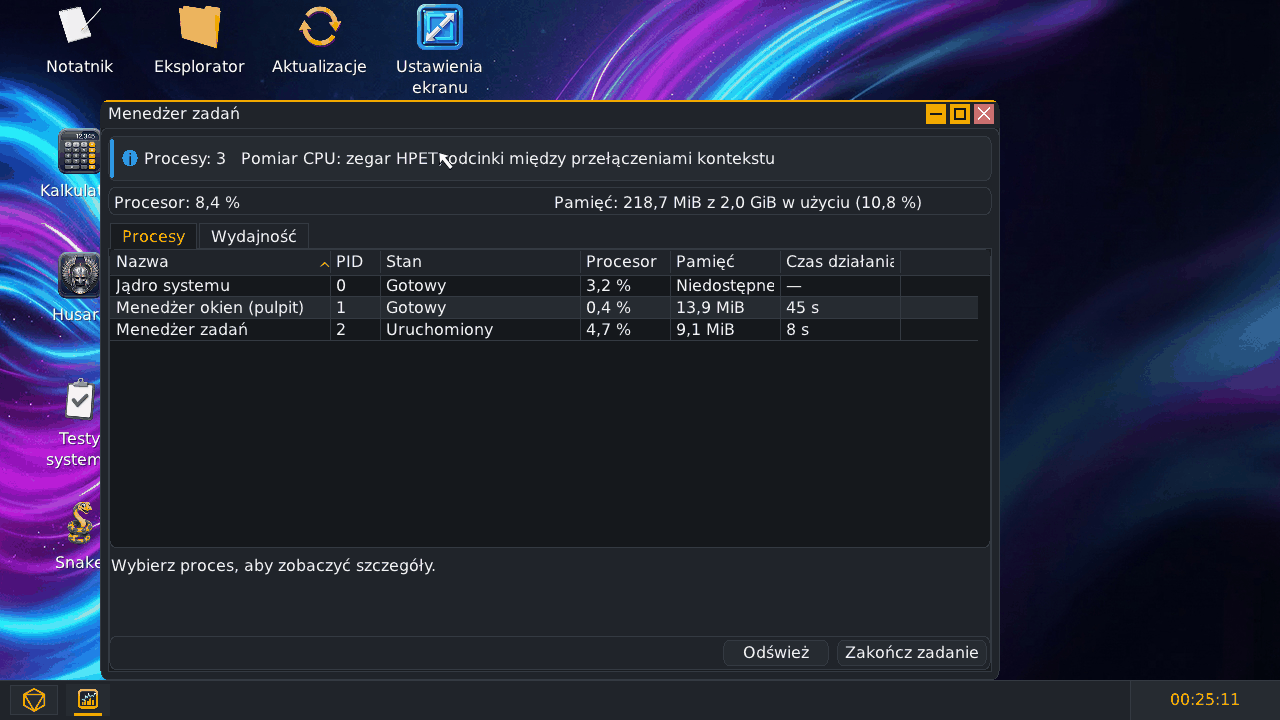 Notatnik
Eksplorator
Aktualizacje
Ustawienia
ekranu
Menedżer zadań
12.345
Kalkulat
Husar
Testy
system
Snake
Procesy: 3 Pomiar CPU: zegar HPET, odcinki między przełączeniami kontekstu
Procesor: 8,4 % Pamięć: 218,7 MiB z 2,0 GiB w użyciu (10,8 %)
Procesy Wydajność
Nazwa PID Stan Procesor Pamięć Czas działania
Jądro systemu 0 Gotowy 3,2 % Niedostępne —
Menedżer okien (pulpit) 1 Gotowy 0,4 % 13,9 MiB 45 s
Menedżer zadań 2 Uruchomiony 4,7 % 9,1 MiB 8 s
Wybierz proces, aby zobaczyć szczegóły.
Odśwież Zakończ zadanie
00:25:11